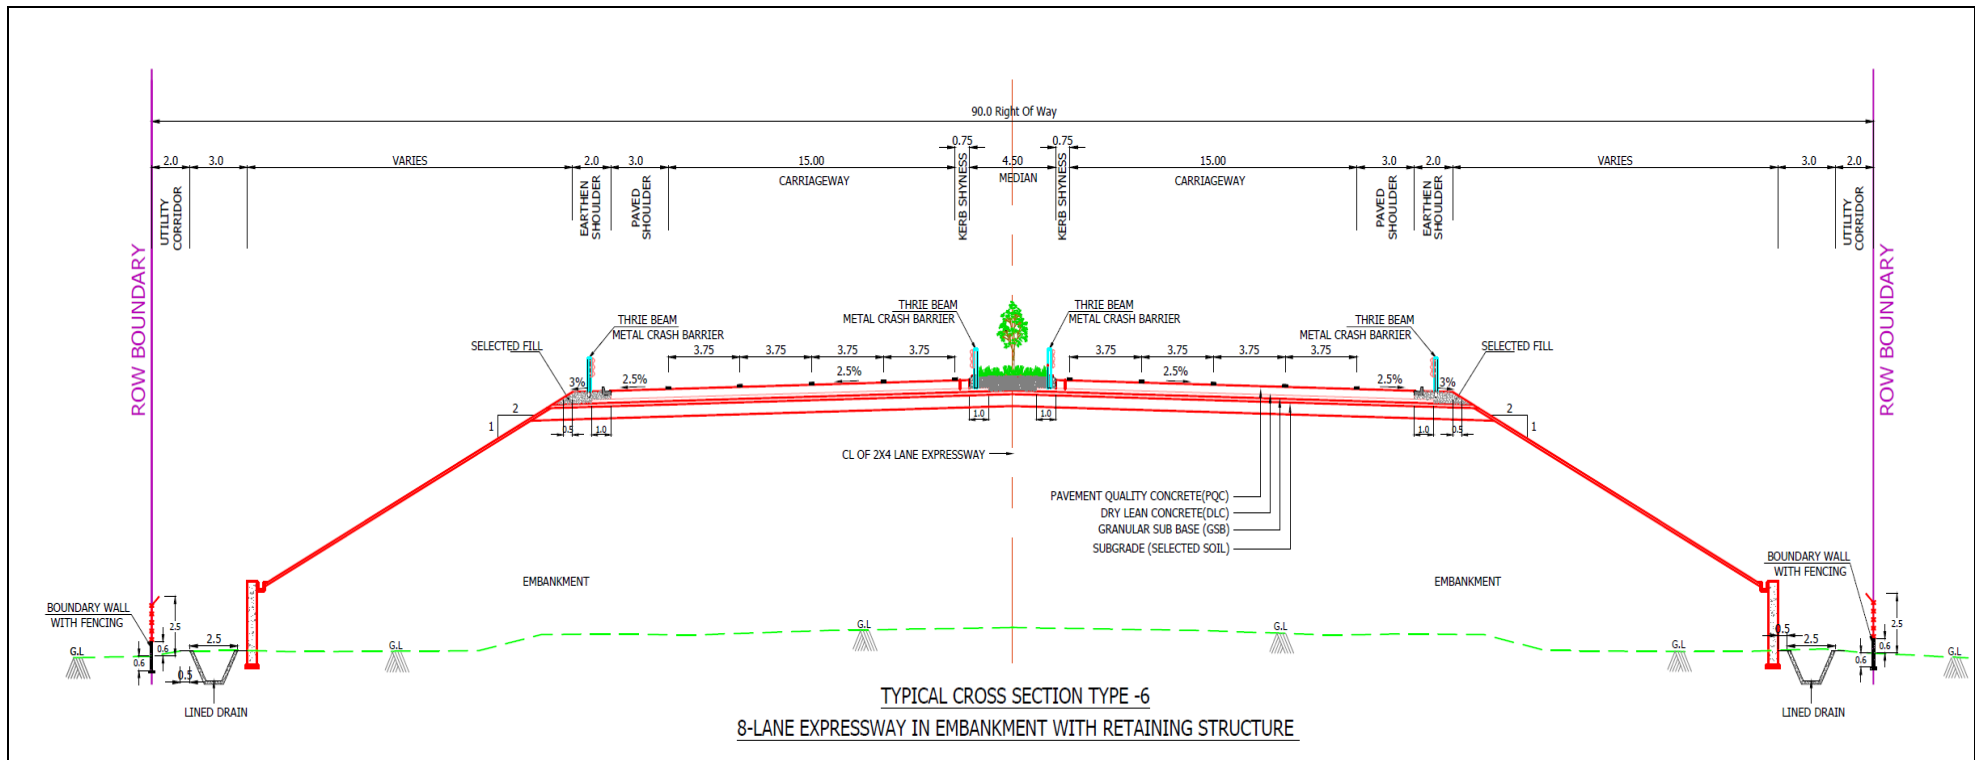 90.0 Right Of Way
2.0
3.0
VARIES
2.0
3.0
15.00
0.75
4.50
0.75
15.00
3.0
2.0
VARIES
3.0
2.0
UTILITY
CORRIDOR
EARTHEN
SHOULDER
PAVED
SHOULDER
CARRIAGEWAY
KERB SHYNESS
MEDIAN
KERB SHYNESS
CARRIAGEWAY
PAVED
SHOULDER
EARTHEN
SHOULDER
UTILITY
CORRIDOR
ROW BOUNDARY
ROW BOUNDARY
THRIE BEAM
METAL CRASH BARRIER
THRIE BEAM
METAL CRASH BARRIER
THRIE BEAM
METAL CRASH BARRIER
THRIE BEAM
METAL CRASH BARRIER
SELECTED FILL
SELECTED FILL
3.75
3.75
3.75
3.75
3.75
3.75
3.75
3.75
3%
2.5%
2.5%
2.5%
2.5%
3%
2
1
0.5
1.0
1.0
1.0
1.0
0.5
2
1
CL OF 2X4 LANE EXPRESSWAY
PAVEMENT QUALITY CONCRETE(PQC)
DRY LEAN CONCRETE(DLC)
GRANULAR SUB BASE (GSB)
SUBGRADE (SELECTED SOIL)
EMBANKMENT
EMBANKMENT
BOUNDARY WALL
WITH FENCING
BOUNDARY WALL
WITH FENCING
G.L
0.6
0.6
2.5
2.5
0.5
G.L
G.L
G.L
G.L
0.5
2.5
0.6
0.6
2.5
G.L
LINED DRAIN
LINED DRAIN
TYPICAL CROSS SECTION TYPE -6
8-LANE EXPRESSWAY IN EMBANKMENT WITH RETAINING STRUCTURE